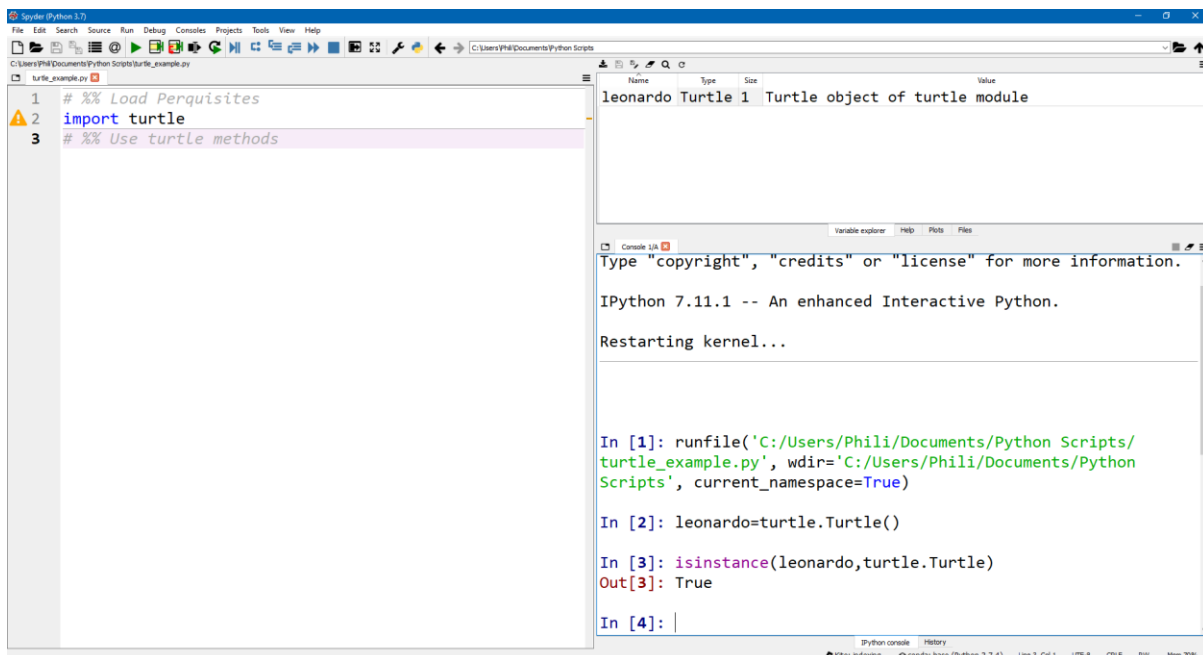 Spyder (Python 3.7)
File Edit Search Source Run Debug Consoles Projects Tools View Help
C:\Users\Phili\Documents\Python Scripts
C:\Users\Phili\Documents\Python Scripts\turtle_example.py
turtle_example.py
1 # %% Load Perquisites
2 import turtle
3 # %% Use turtle methods
Name Type Size Value
leonardo Turtle 1 Turtle object of turtle module
Variable explorer Help Plots Files
Console 1/A
Type "copyright", "credits" or "license" for more information.
IPython 7.11.1 -- An enhanced Interactive Python.
Restarting kernel...
In [1]: runfile('C:/Users/Phili/Documents/Python Scripts/
turtle_example.py', wdir='C:/Users/Phili/Documents/Python
Scripts', current_namespace=True)
In [2]: leonardo=turtle.Turtle()
In [3]: isinstance(leonardo,turtle.Turtle)
Out[3]: True
In [4]:
IPython console History